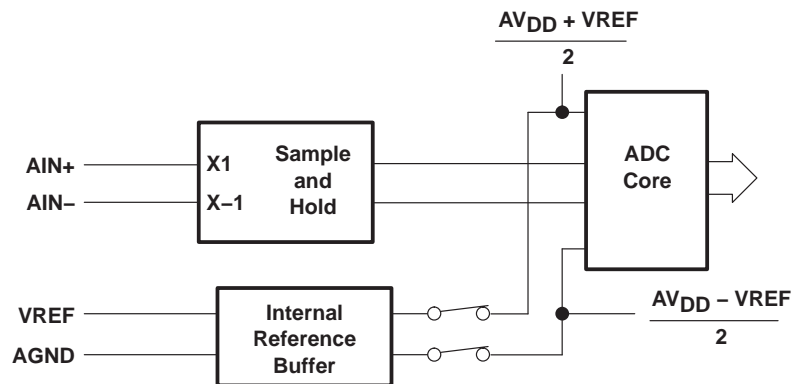 AVDD + VREF
2
AIN+
AIN–
X1
X–1
Sample
and
Hold
ADC
Core
VREF
AGND
Internal
Reference
Buffer
AVDD – VREF
2